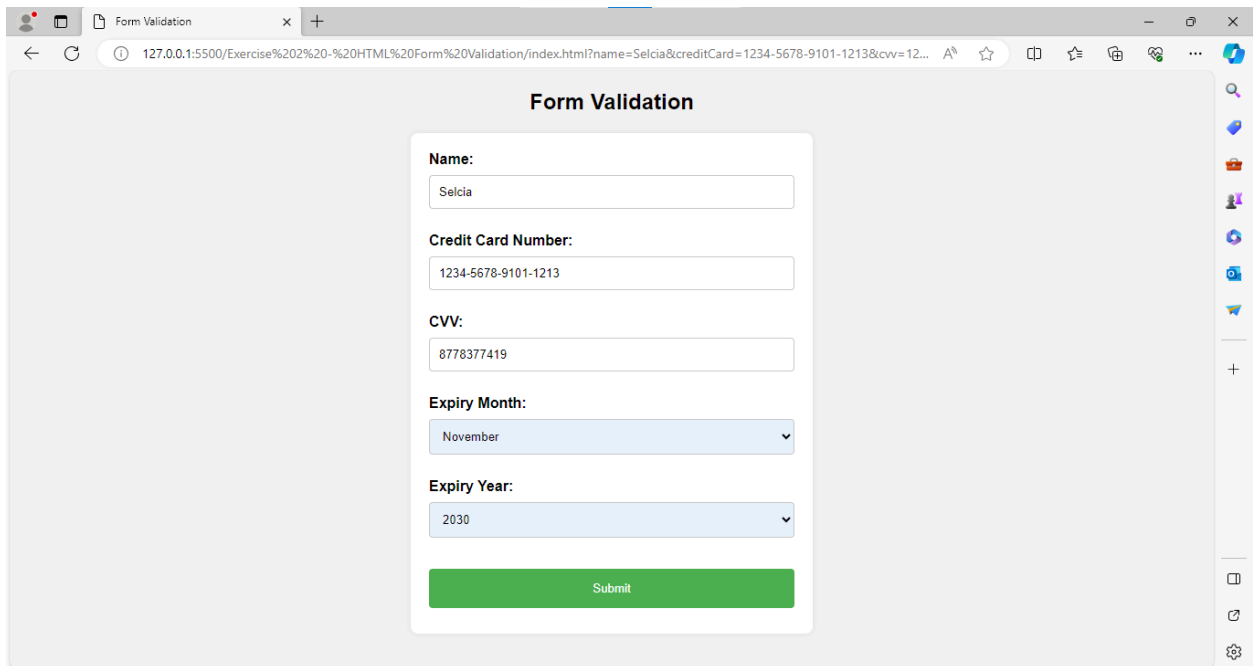 Form Validation
127.0.0.1:5500/Exercise%202%20-%20HTML%20Form%20Validation/index.html?name=Selcia&creditCard=1234-5678-9101-1213&cvv=12...
Form Validation
Name:
Selcia
Credit Card Number:
1234-5678-9101-1213
CVV:
8778377419
Expiry Month:
November
Expiry Year:
2030
Submit